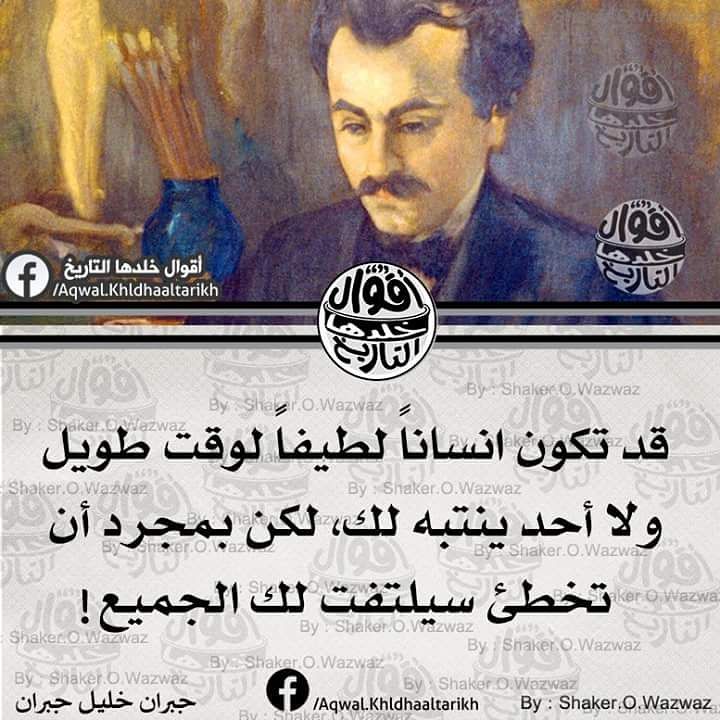 أقوال خلدها التاريخ
/Aqwal.Khldhaaltarikh
أقوال
خلدها
التاريخ
قد تكون انساناً لطيفاً لوقت طويل
ولا أحد ينتبه لك، لكن بمجرد أن
تخطئ سيلتفت لك الجميع !
جبران خليل جبران
/Aqwal.Khldhaaltarikh
By : Shaker.O.Wazwaz